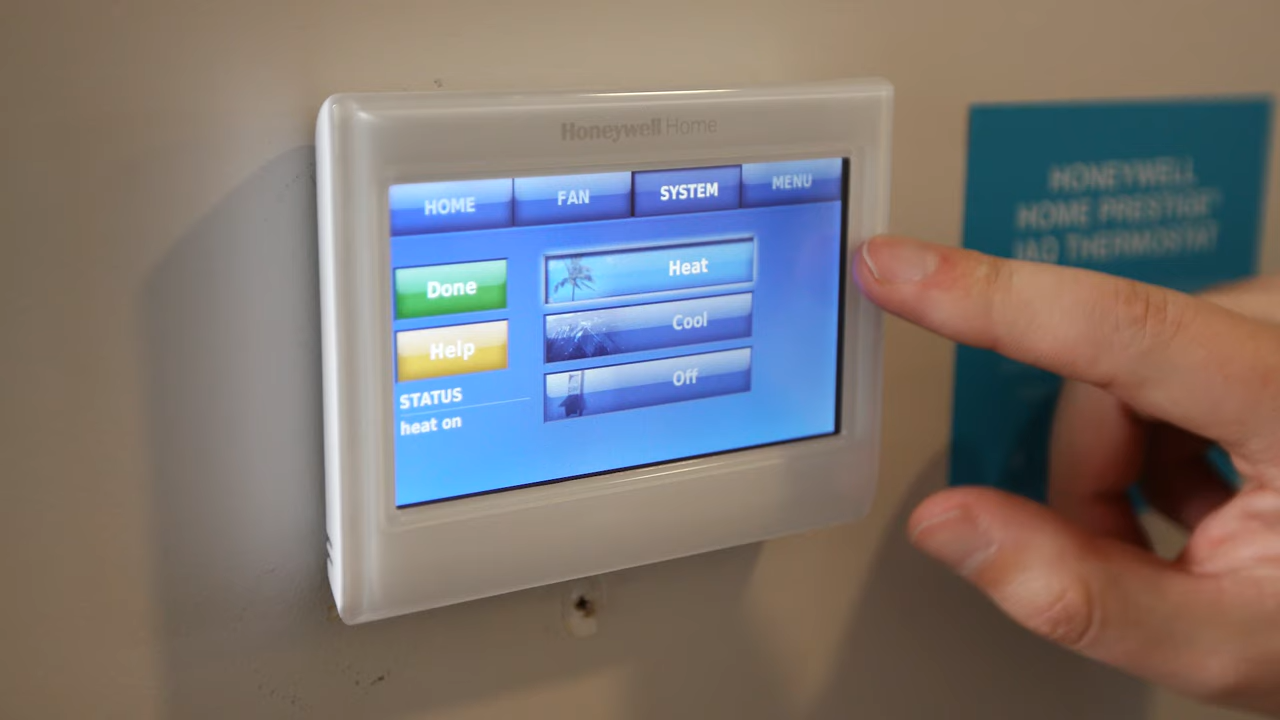 Honeywell Home
HOME
FAN
SYSTEM
MENU
Done
Help
STATUS
heat on
Heat
Cool
Off
HONEYWELL
HOME PRESTIGE
IAQ THERMOSTAT